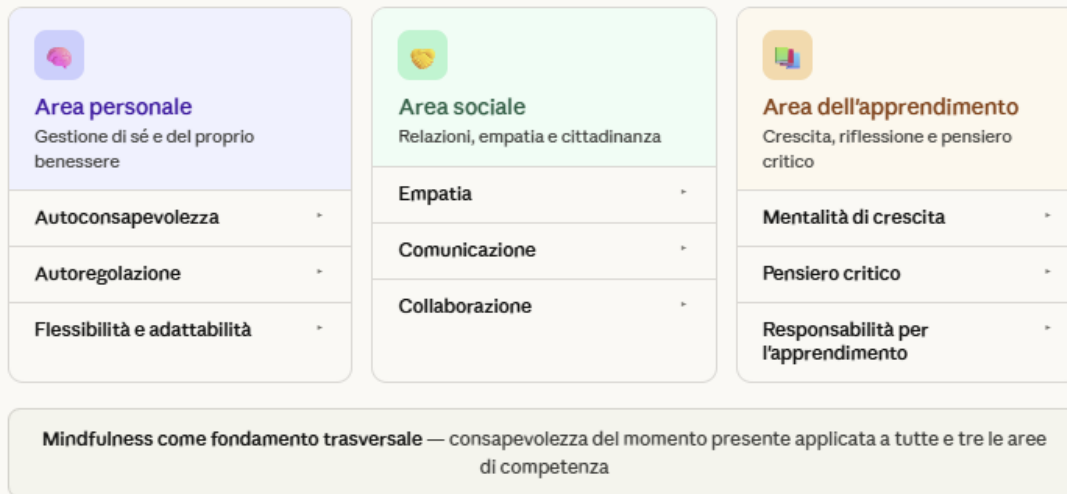 Area personale
Gestione di sé e del proprio
benessere
Autoconsapevolezza
Autoregolazione
Flessibilità e adattabilità
Area sociale
Relazioni, empatia e cittadinanza
Empatia
Comunicazione
Collaborazione
Area dell'apprendimento
Crescita, riflessione e pensiero
critico
Mentalità di crescita
Pensiero critico
Responsabilità per
l'apprendimento
Mindfulness come fondamento trasversale — consapevolezza del momento presente applicata a tutte e tre le aree
di competenza